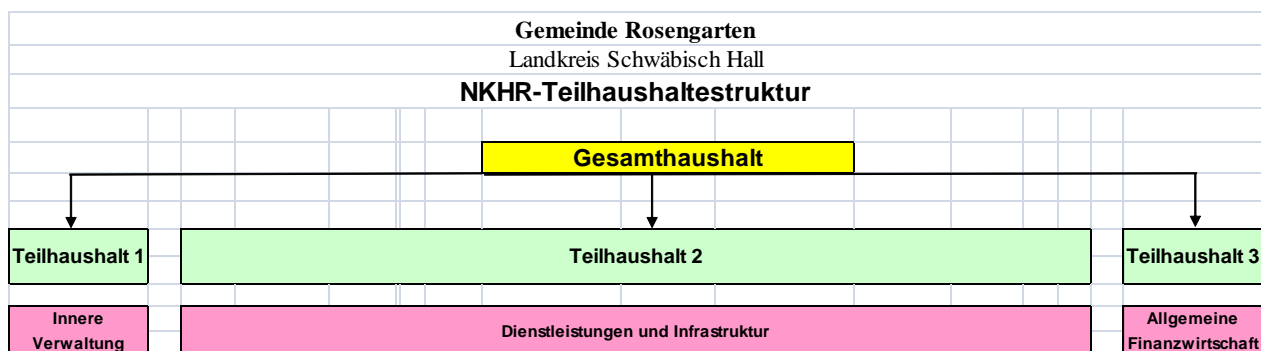 Gemeinde Rosengarten
Landkreis Schwäbisch Hall
NKHR-Teilhaushaltestruktur
Gesamthaushalt
Teilhaushalt 1
Teilhaushalt 2
Teilhaushalt 3
Innere
Verwaltung
Dienstleistungen und Infrastruktur
Allgemeine
Finanzwirtschaft